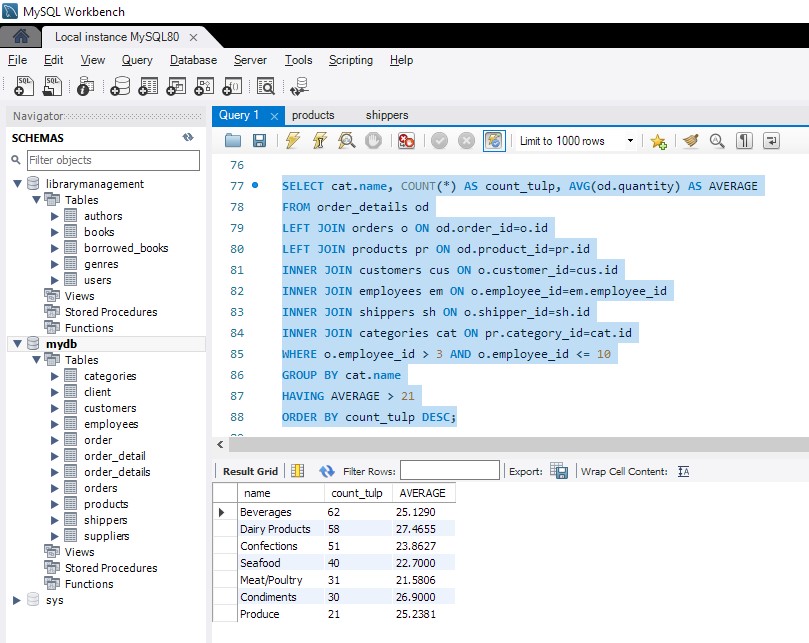 MySQL Workbench
Local instance MySQL80
File Edit View Query Database Server Tools Scripting Help
Navigator
SCHEMAS
Filter objects
librarymanagement
Tables
authors
books
borrowed_books
genres
users
Views
Stored Procedures
Functions
mydb
Tables
categories
client
customers
employees
order
order_detail
order_details
orders
products
shippers
suppliers
Views
Stored Procedures
Functions
sys
Query 1 products shippers
Limit to 1000 rows
76
77 SELECT cat.name, COUNT(*) AS count_tulp, AVG(od.quantity) AS AVERAGE
78 FROM order_details od
79 LEFT JOIN orders o ON od.order_id=o.id
80 LEFT JOIN products pr ON od.product_id=pr.id
81 INNER JOIN customers cus ON o.customer_id=cus.id
82 INNER JOIN employees em ON o.employee_id=em.employee_id
83 INNER JOIN shippers sh ON o.shipper_id=sh.id
84 INNER JOIN categories cat ON pr.category_id=cat.id
85 WHERE o.employee_id > 3 AND o.employee_id <= 10
86 GROUP BY cat.name
87 HAVING AVERAGE > 21
88 ORDER BY count_tulp DESC;
Result Grid Filter Rows: Export: Wrap Cell Content:
name count_tulp AVERAGE
Beverages 62 25.1290
Dairy Products 58 27.4655
Confections 51 23.8627
Seafood 40 22.7000
Meat/Poultry 31 21.5806
Condiments 30 26.9000
Produce 21 25.2381